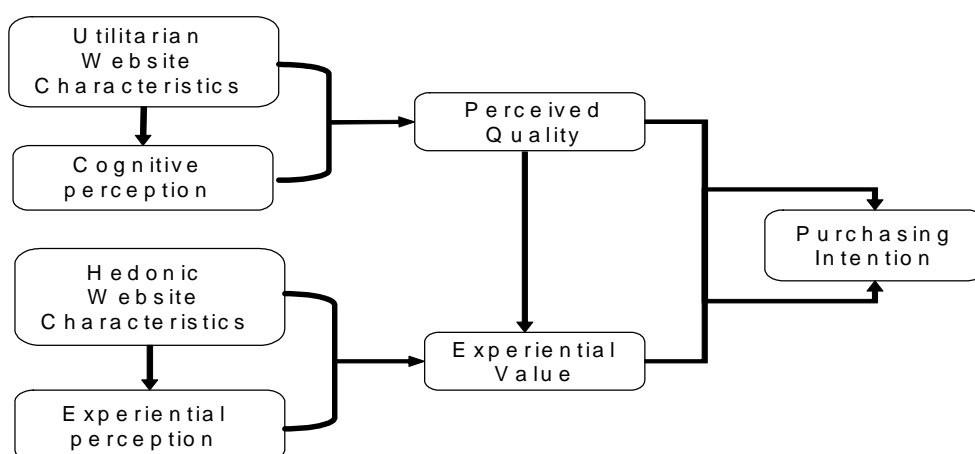 Utilitarian
Website
Characteristics
Cognitive
perception
Hedonic
Website
Characteristics
Experiential
perception
Perceived
Quality
Experiential
Value
Purchasing
Intention